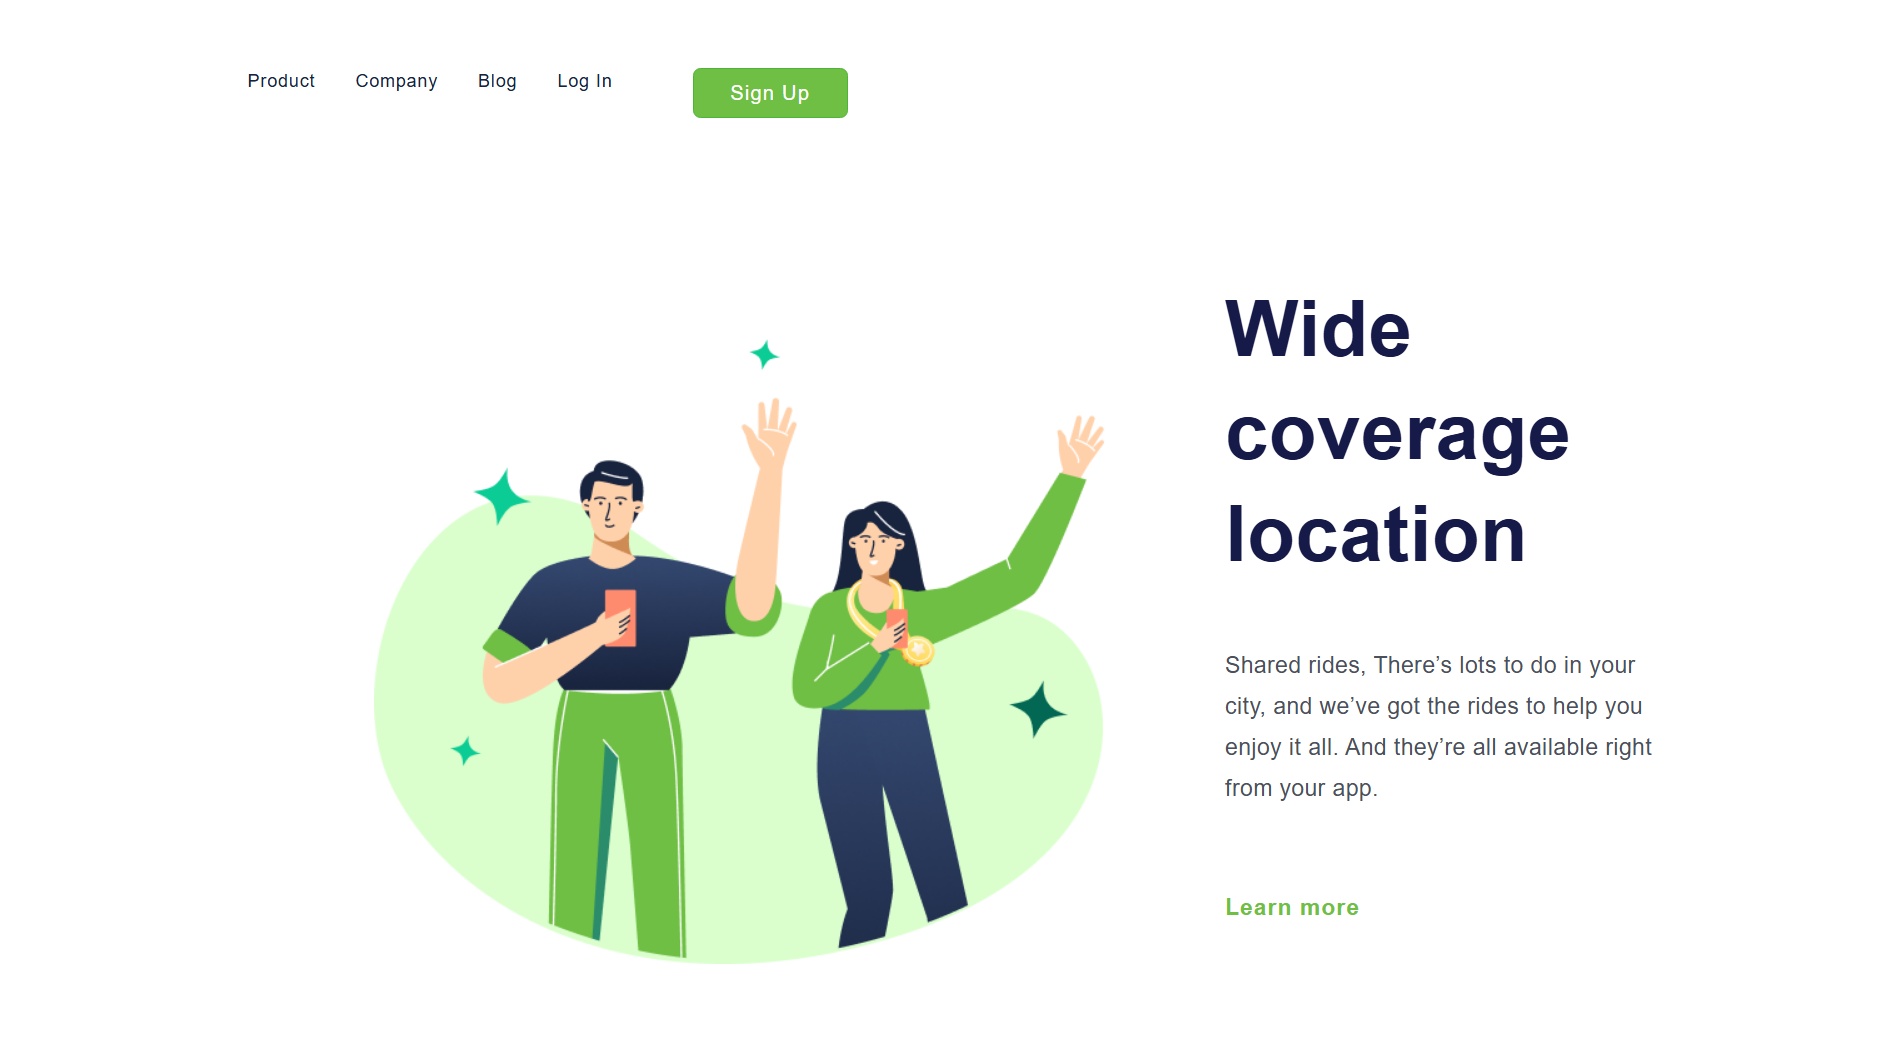 Product Company Blog Log In Sign Up
Wide
coverage
location
Shared rides, There’s lots to do in your
city, and we’ve got the rides to help you
enjoy it all. And they’re all available right
from your app.
Learn more